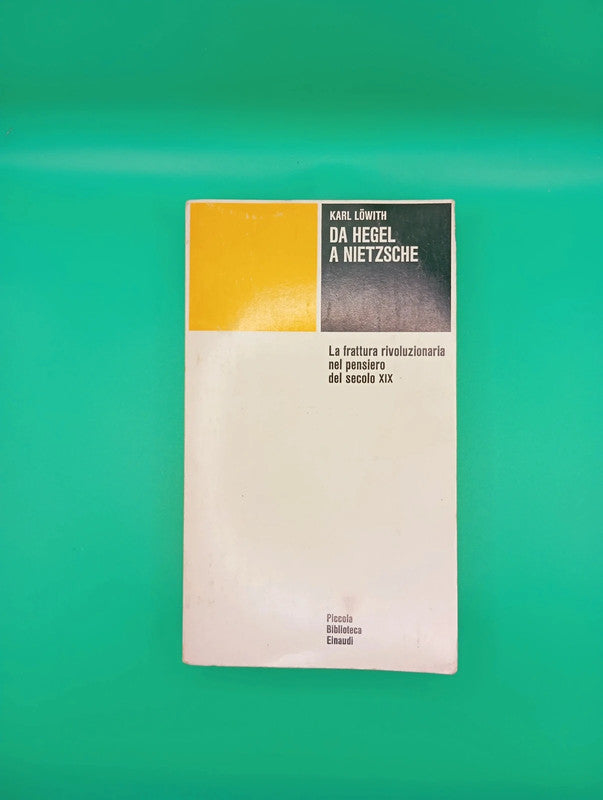 KARL LÖWITH
DA HEGEL
A NIETZSCHE
La frattura rivoluzionaria
nel pensiero
del secolo XIX
Piccola
Biblioteca
Einaudi